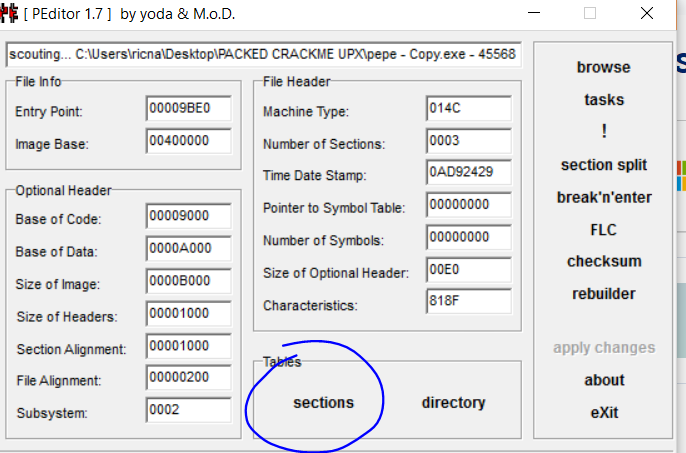 [ PEditor 1.7 ] by yoda & M.o.D.
scouting... C:\Users\ricna\Desktop\PACKED CRACKME UPX\pepe - Copy.exe - 45568
File Info
Entry Point: 00009BE0
Image Base: 00400000
Optional Header
Base of Code: 00009000
Base of Data: 0000A000
Size of Image: 0000B000
Size of Headers: 00001000
Section Alignment: 00001000
File Alignment: 00000200
Subsystem: 0002
File Header
Machine Type: 014C
Number of Sections: 0003
Time Date Stamp: 0AD92429
Pointer to Symbol Table: 00000000
Number of Symbols: 00000000
Size of Optional Header: 00E0
Characteristics: 818F
Tables
sections directory
browse
tasks
!
section split
break'n'enter
FLC
checksum
rebuilder
apply changes
about
eXit